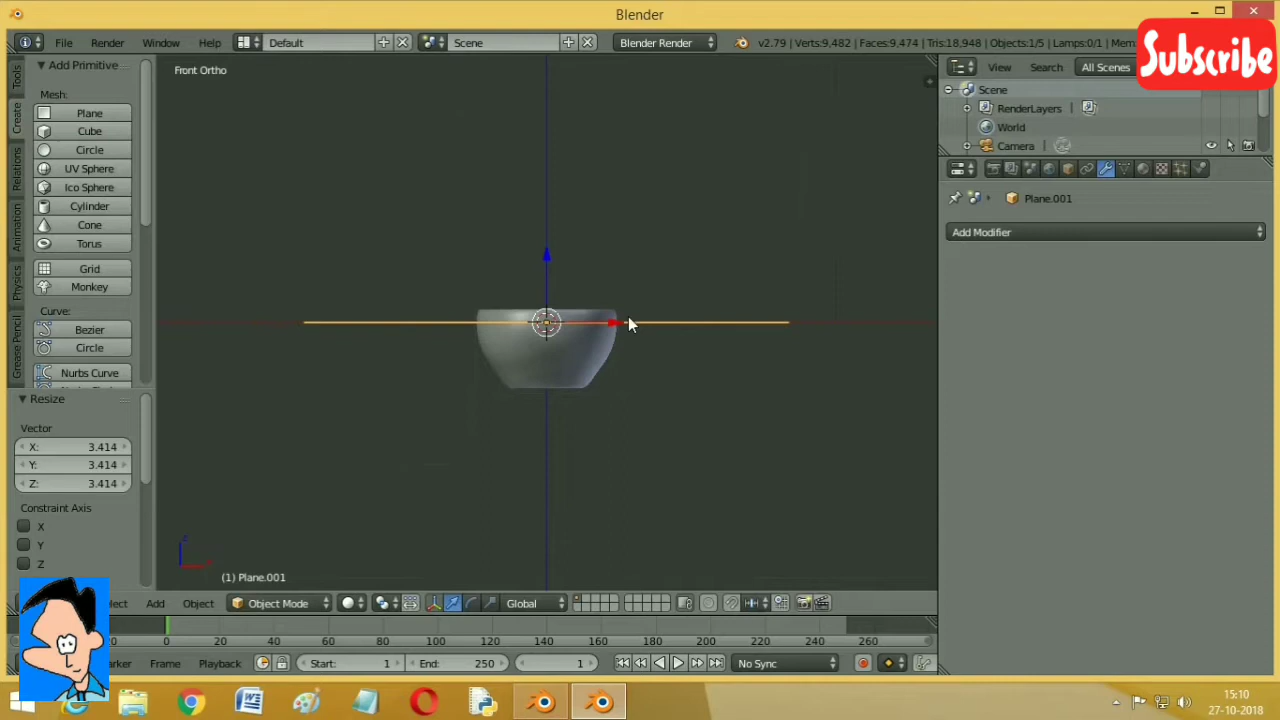 Blender
File Render Window Help Default Scene Blender Render v2.79 | Verts:9,482 | Faces:9,474 | Tris:18,948 | Objects:1/5 | Lamps:0/1 | Mem:
Subscribe
Add Primitive
Mesh:
Plane
Cube
Circle
UV Sphere
Ico Sphere
Cylinder
Cone
Torus
Grid
Monkey
Curve:
Bezier
Circle
Nurbs Curve
Tools
Create
Relations
Animation
Physics
Grease Pencil
Resize
Vector
X: 3.414
Y: 3.414
Z: 3.414
Constraint Axis
X
Y
Z
Front Ortho
(1) Plane.001
View Search All Scenes
Scene
RenderLayers
World
Camera
Plane.001
Add Modifier
Add Object Object Mode Global
0 20 40 60 80 100 120 140 160 180 200 220 240 260
Frame Playback Start: 1 End: 250 1 No Sync
15:10
27-10-2018